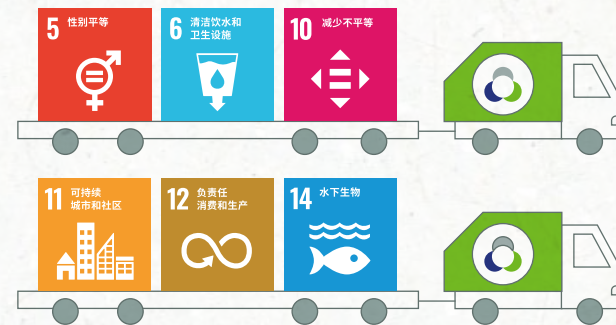 5 性别平等
6 清洁饮水和
卫生设施
10 减少不平等
11 可持续
城市和社区
12 负责任
消费和生产
14 水下生物